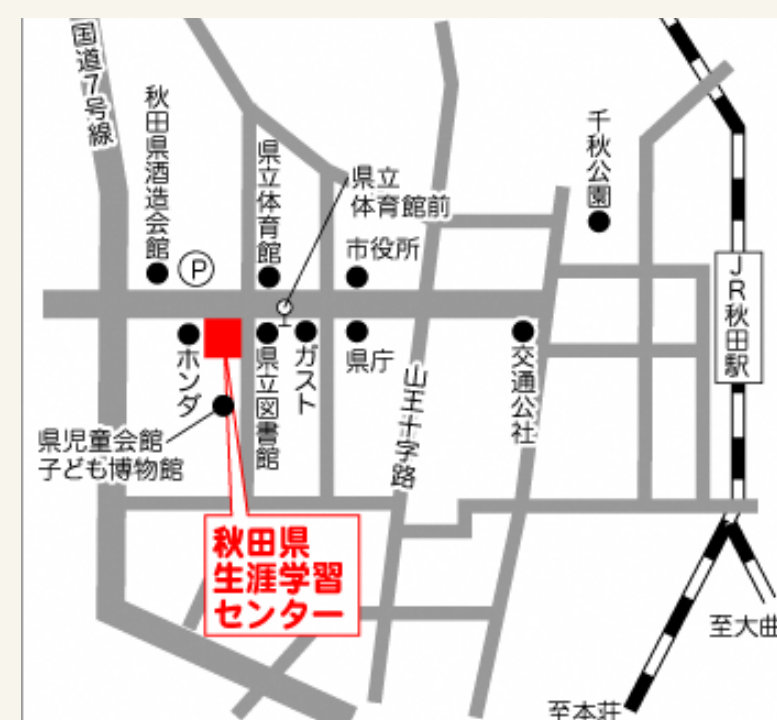 国道7号線
秋田県酒造会館
P
県立体育館
県立
体育館前
市役所
千秋公園
JR秋田駅
ホンダ
県立図書館
ガスト
県庁
山王十字路
交通公社
県児童会館
子ども博物館
秋田県
生涯学習
センター
至大曲
至本荘